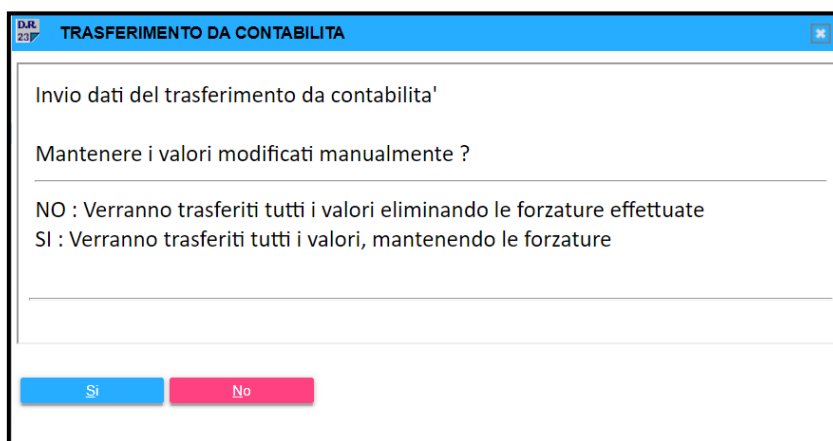 D.R.
23
TRASFERIMENTO DA CONTABILITA
Invio dati del trasferimento da contabilita'
Mantenere i valori modificati manualmente ?
NO : Verranno trasferiti tutti i valori eliminando le forzature effettuate
SI : Verranno trasferiti tutti i valori, mantenendo le forzature
Si
No